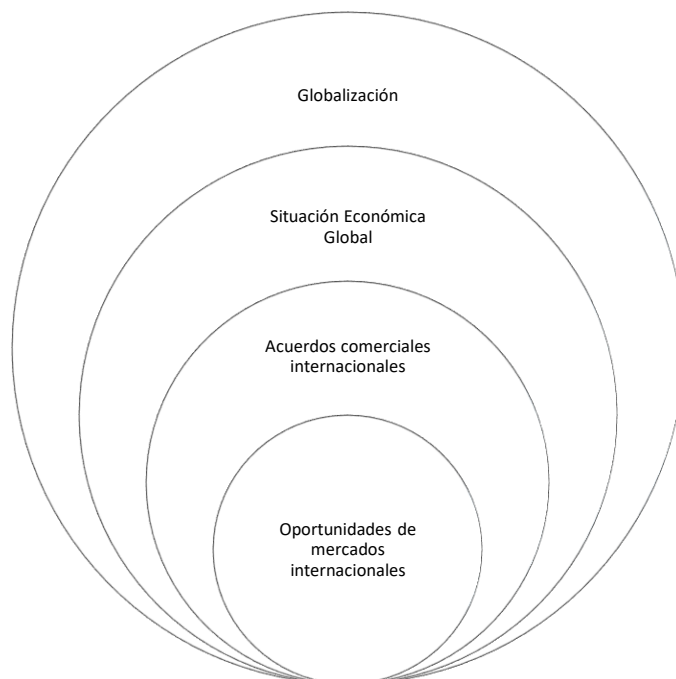 Globalización
Situación Económica
Global
Acuerdos comerciales
internacionales
Oportunidades de
mercados
internacionales